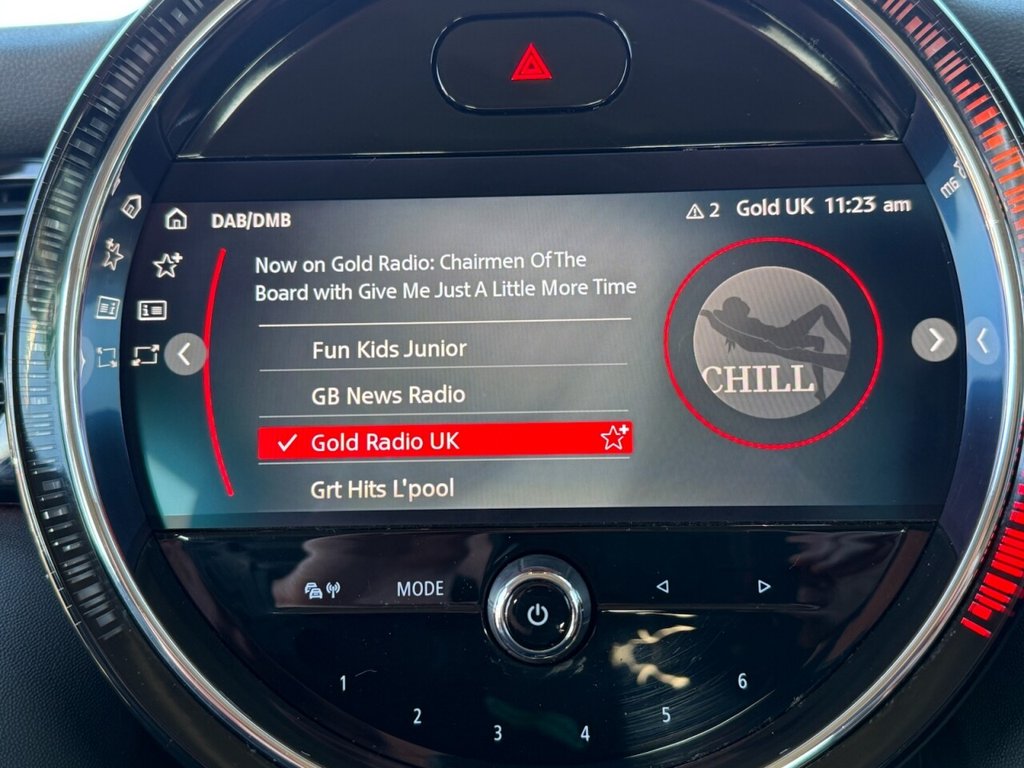 DAB/DMB
2 Gold UK 11:23 am
Now on Gold Radio: Chairmen Of The
Board with Give Me Just A Little More Time
Fun Kids Junior
GB News Radio
Gold Radio UK
Grt Hits L'pool
CHILL
MODE
1
2
3
4
5
6